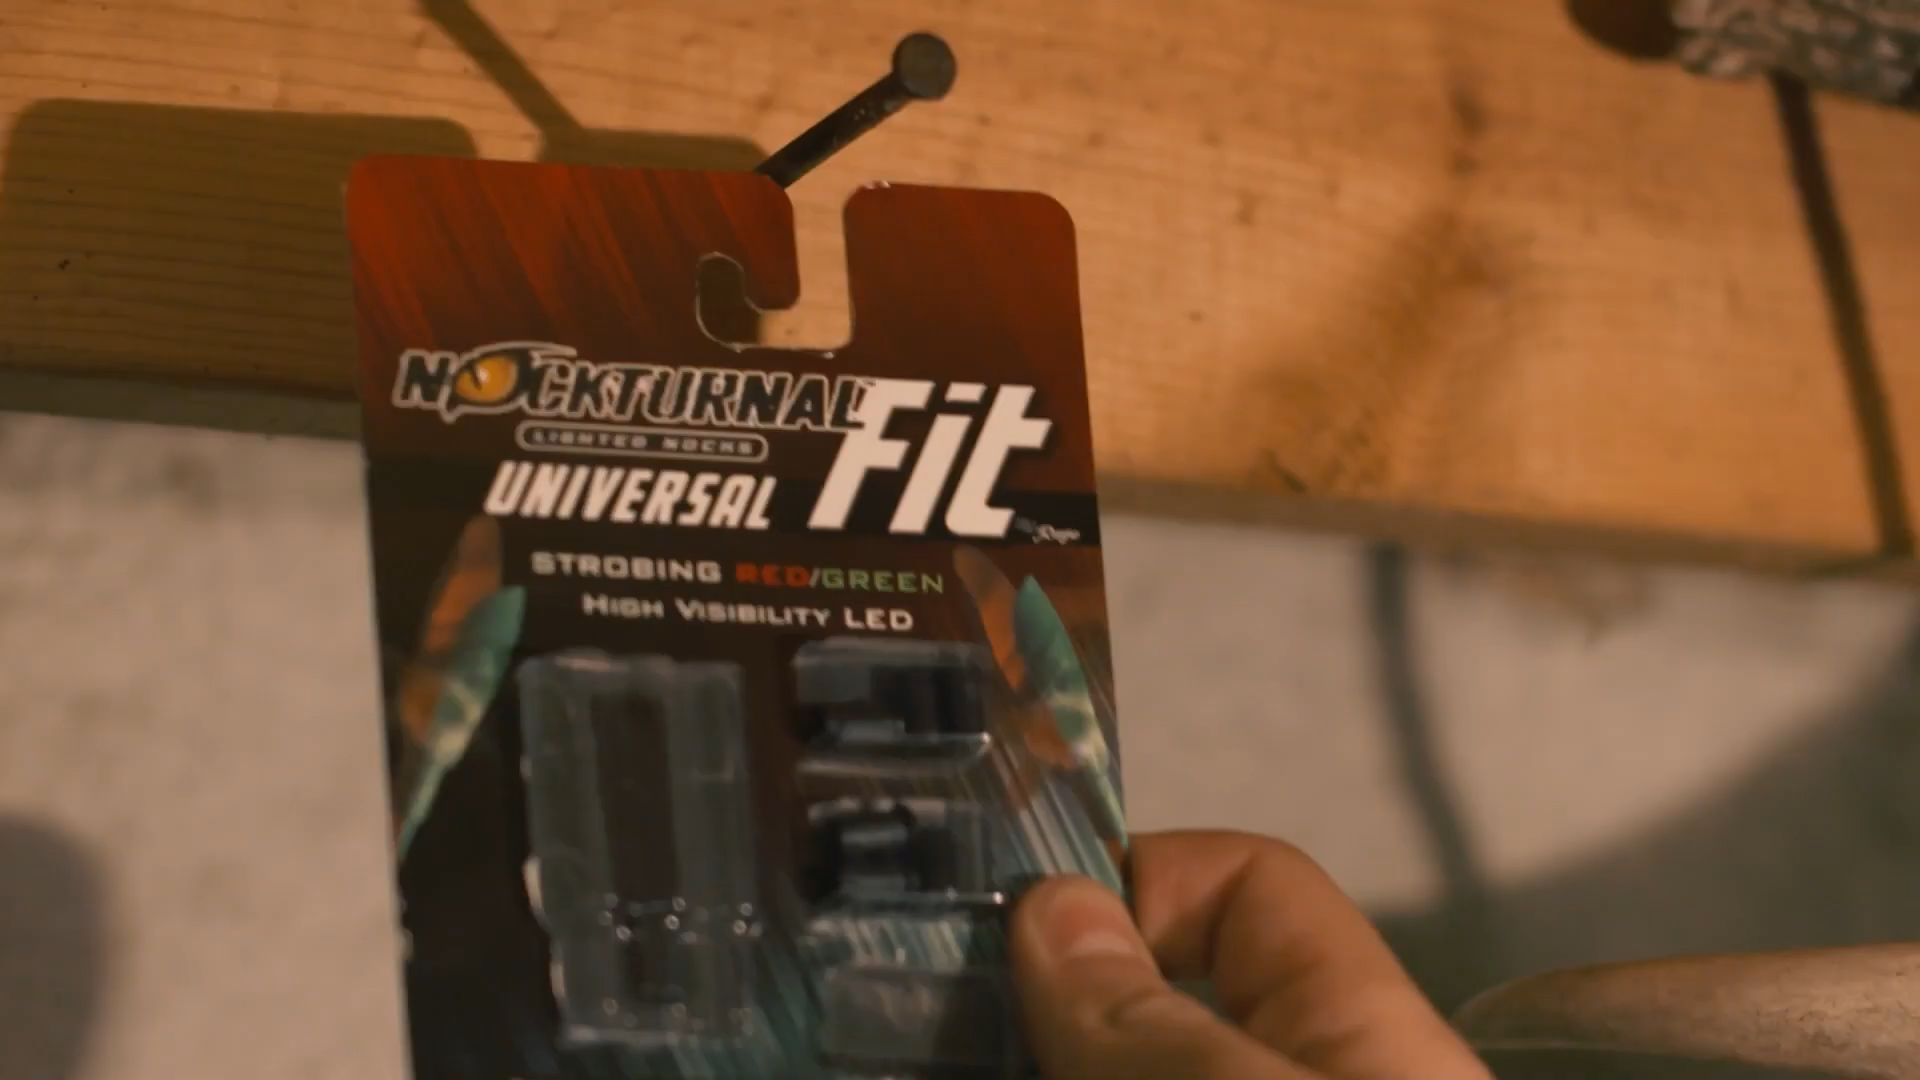 NOCKTURNAL Fit
LIGHTED NOCKS
UNIVERSAL
STROBING RED/GREEN
HIGH VISIBILITY LED